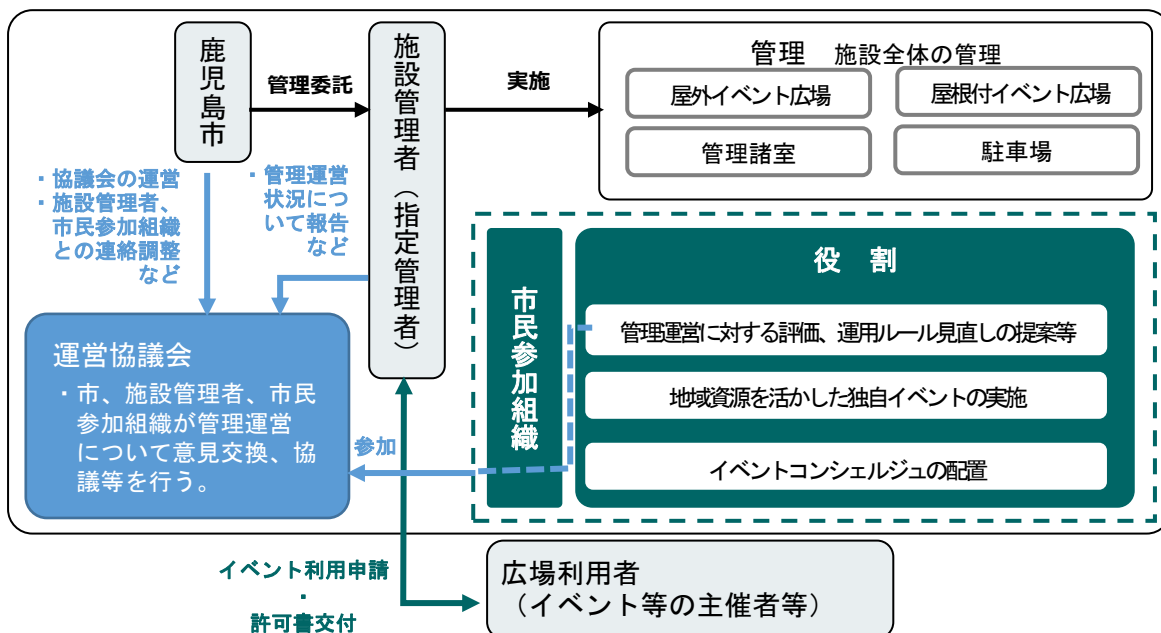 鹿児島市
管理委託
施設管理者（指定管理者）
実施
管理　施設全体の管理
屋外イベント広場
屋根付イベント広場
管理諸室
駐車場
・協議会の運営
・施設管理者、
市民参加組織
との連絡調整
など
・管理運営
状況につ
いて報告
など
運営協議会
・市、施設管理者、市民
参加組織が管理運営
について意見交換、協
議等を行う。
参加
市民参加組織
役　割
管理運営に対する評価、運用ルール見直しの提案等
地域資源を活かした独自イベントの実施
イベントコンシェルジュの配置
イベント利用申請
・
許可書交付
広場利用者
（イベント等の主催者等）